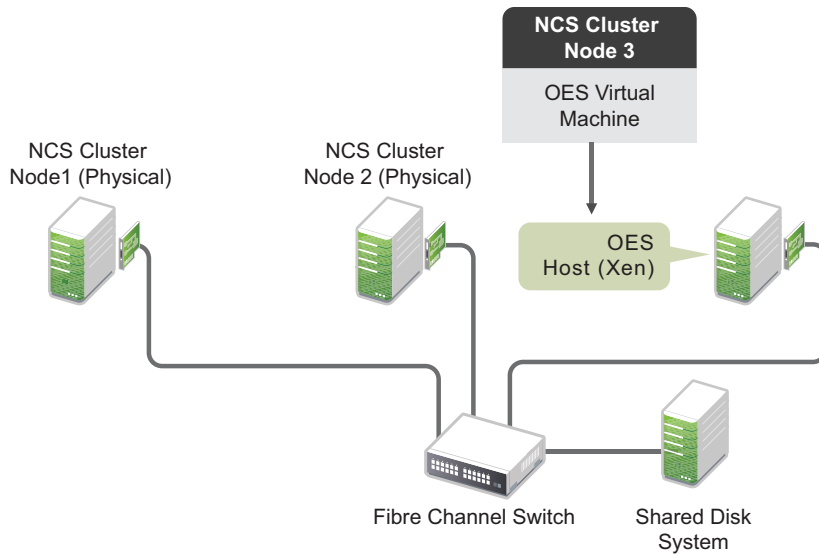 NCS Cluster
Node 3
OES Virtual
Machine
NCS Cluster
Node1 (Physical)
NCS Cluster
Node 2 (Physical)
OES
Host (Xen)
Fibre Channel Switch
Shared Disk
System